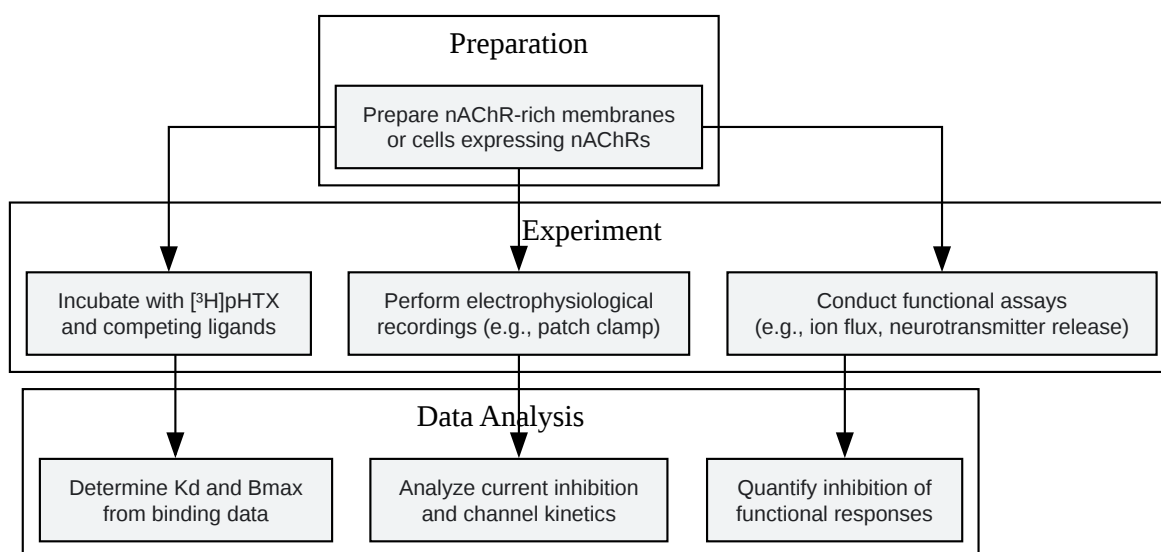 Preparation
Prepare nAChR-rich membranes
or cells expressing nAChRs
Experiment
Incubate with [³H]pHTX
and competing ligands
Perform electrophysiological
recordings (e.g., patch clamp)
Conduct functional assays
(e.g., ion flux, neurotransmitter release)
Data Analysis
Determine Kd and Bmax
from binding data
Analyze current inhibition
and channel kinetics
Quantify inhibition of
functional responses